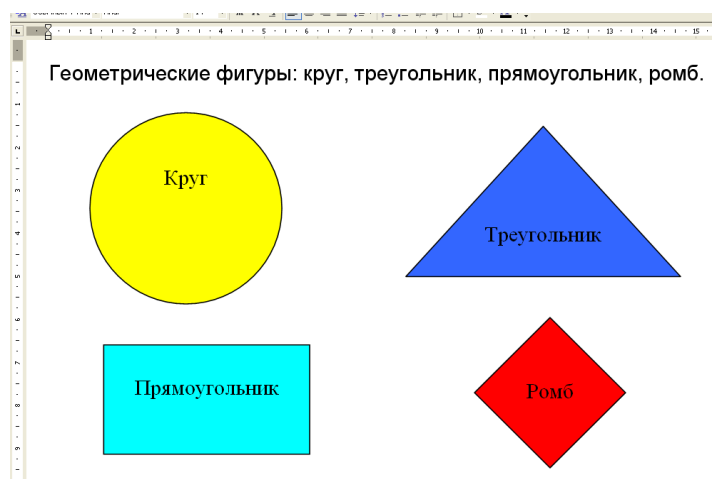 Геометрические фигуры: круг, треугольник, прямоугольник, ромб.
Круг
Треугольник
Прямоугольник
Ромб